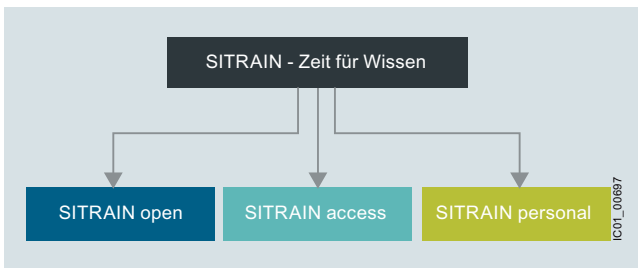 SITRAIN - Zeit für Wissen
SITRAIN open
SITRAIN access
SITRAIN personal
IC01_00697